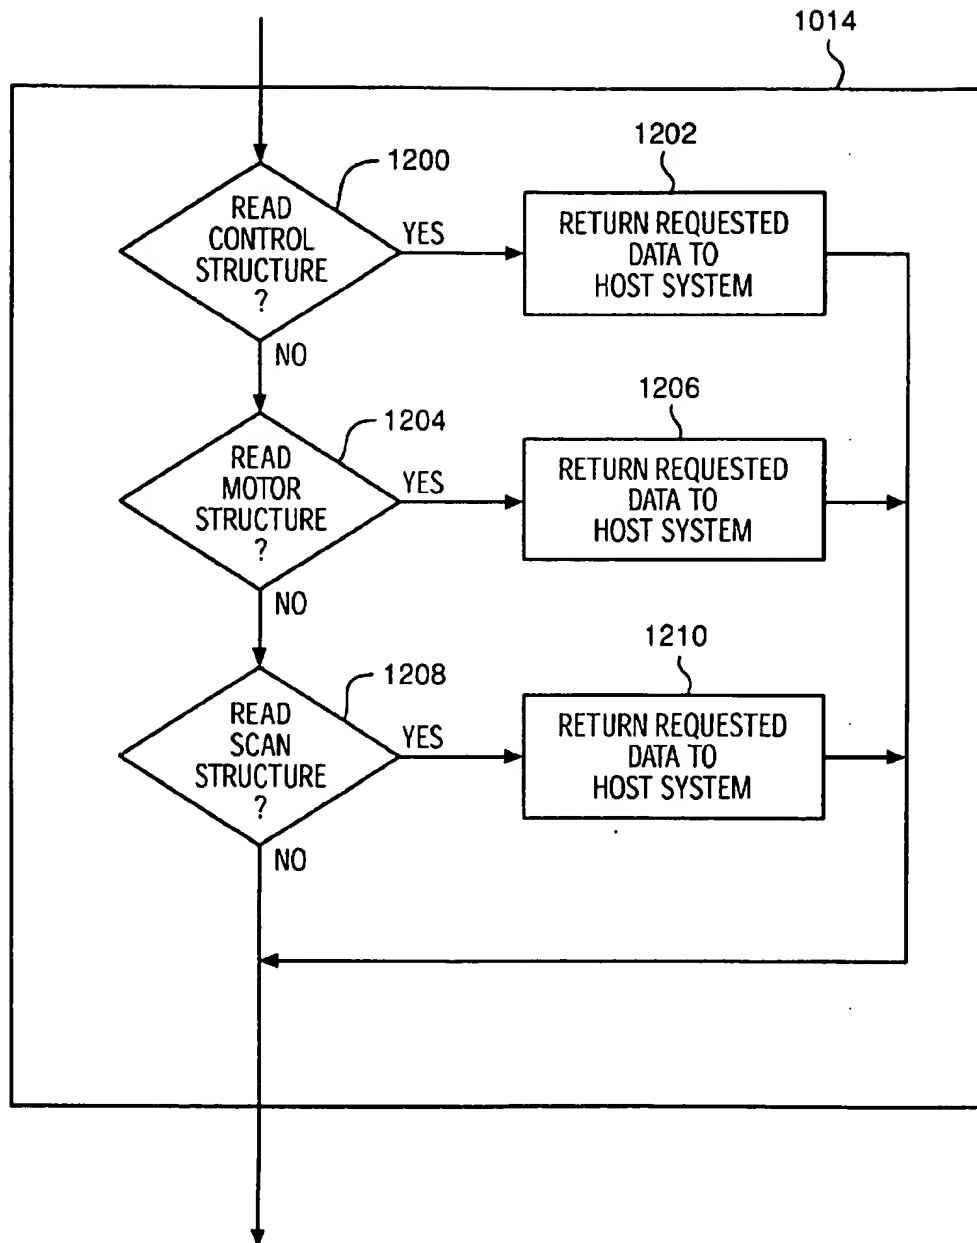 1014
1200
READ
CONTROL
STRUCTURE
?
YES
1202
RETURN REQUESTED
DATA TO
HOST SYSTEM
NO
1204
READ
MOTOR
STRUCTURE
?
YES
1206
RETURN REQUESTED
DATA TO
HOST SYSTEM
NO
1208
READ
SCAN
STRUCTURE
?
YES
1210
RETURN REQUESTED
DATA TO
HOST SYSTEM
NO